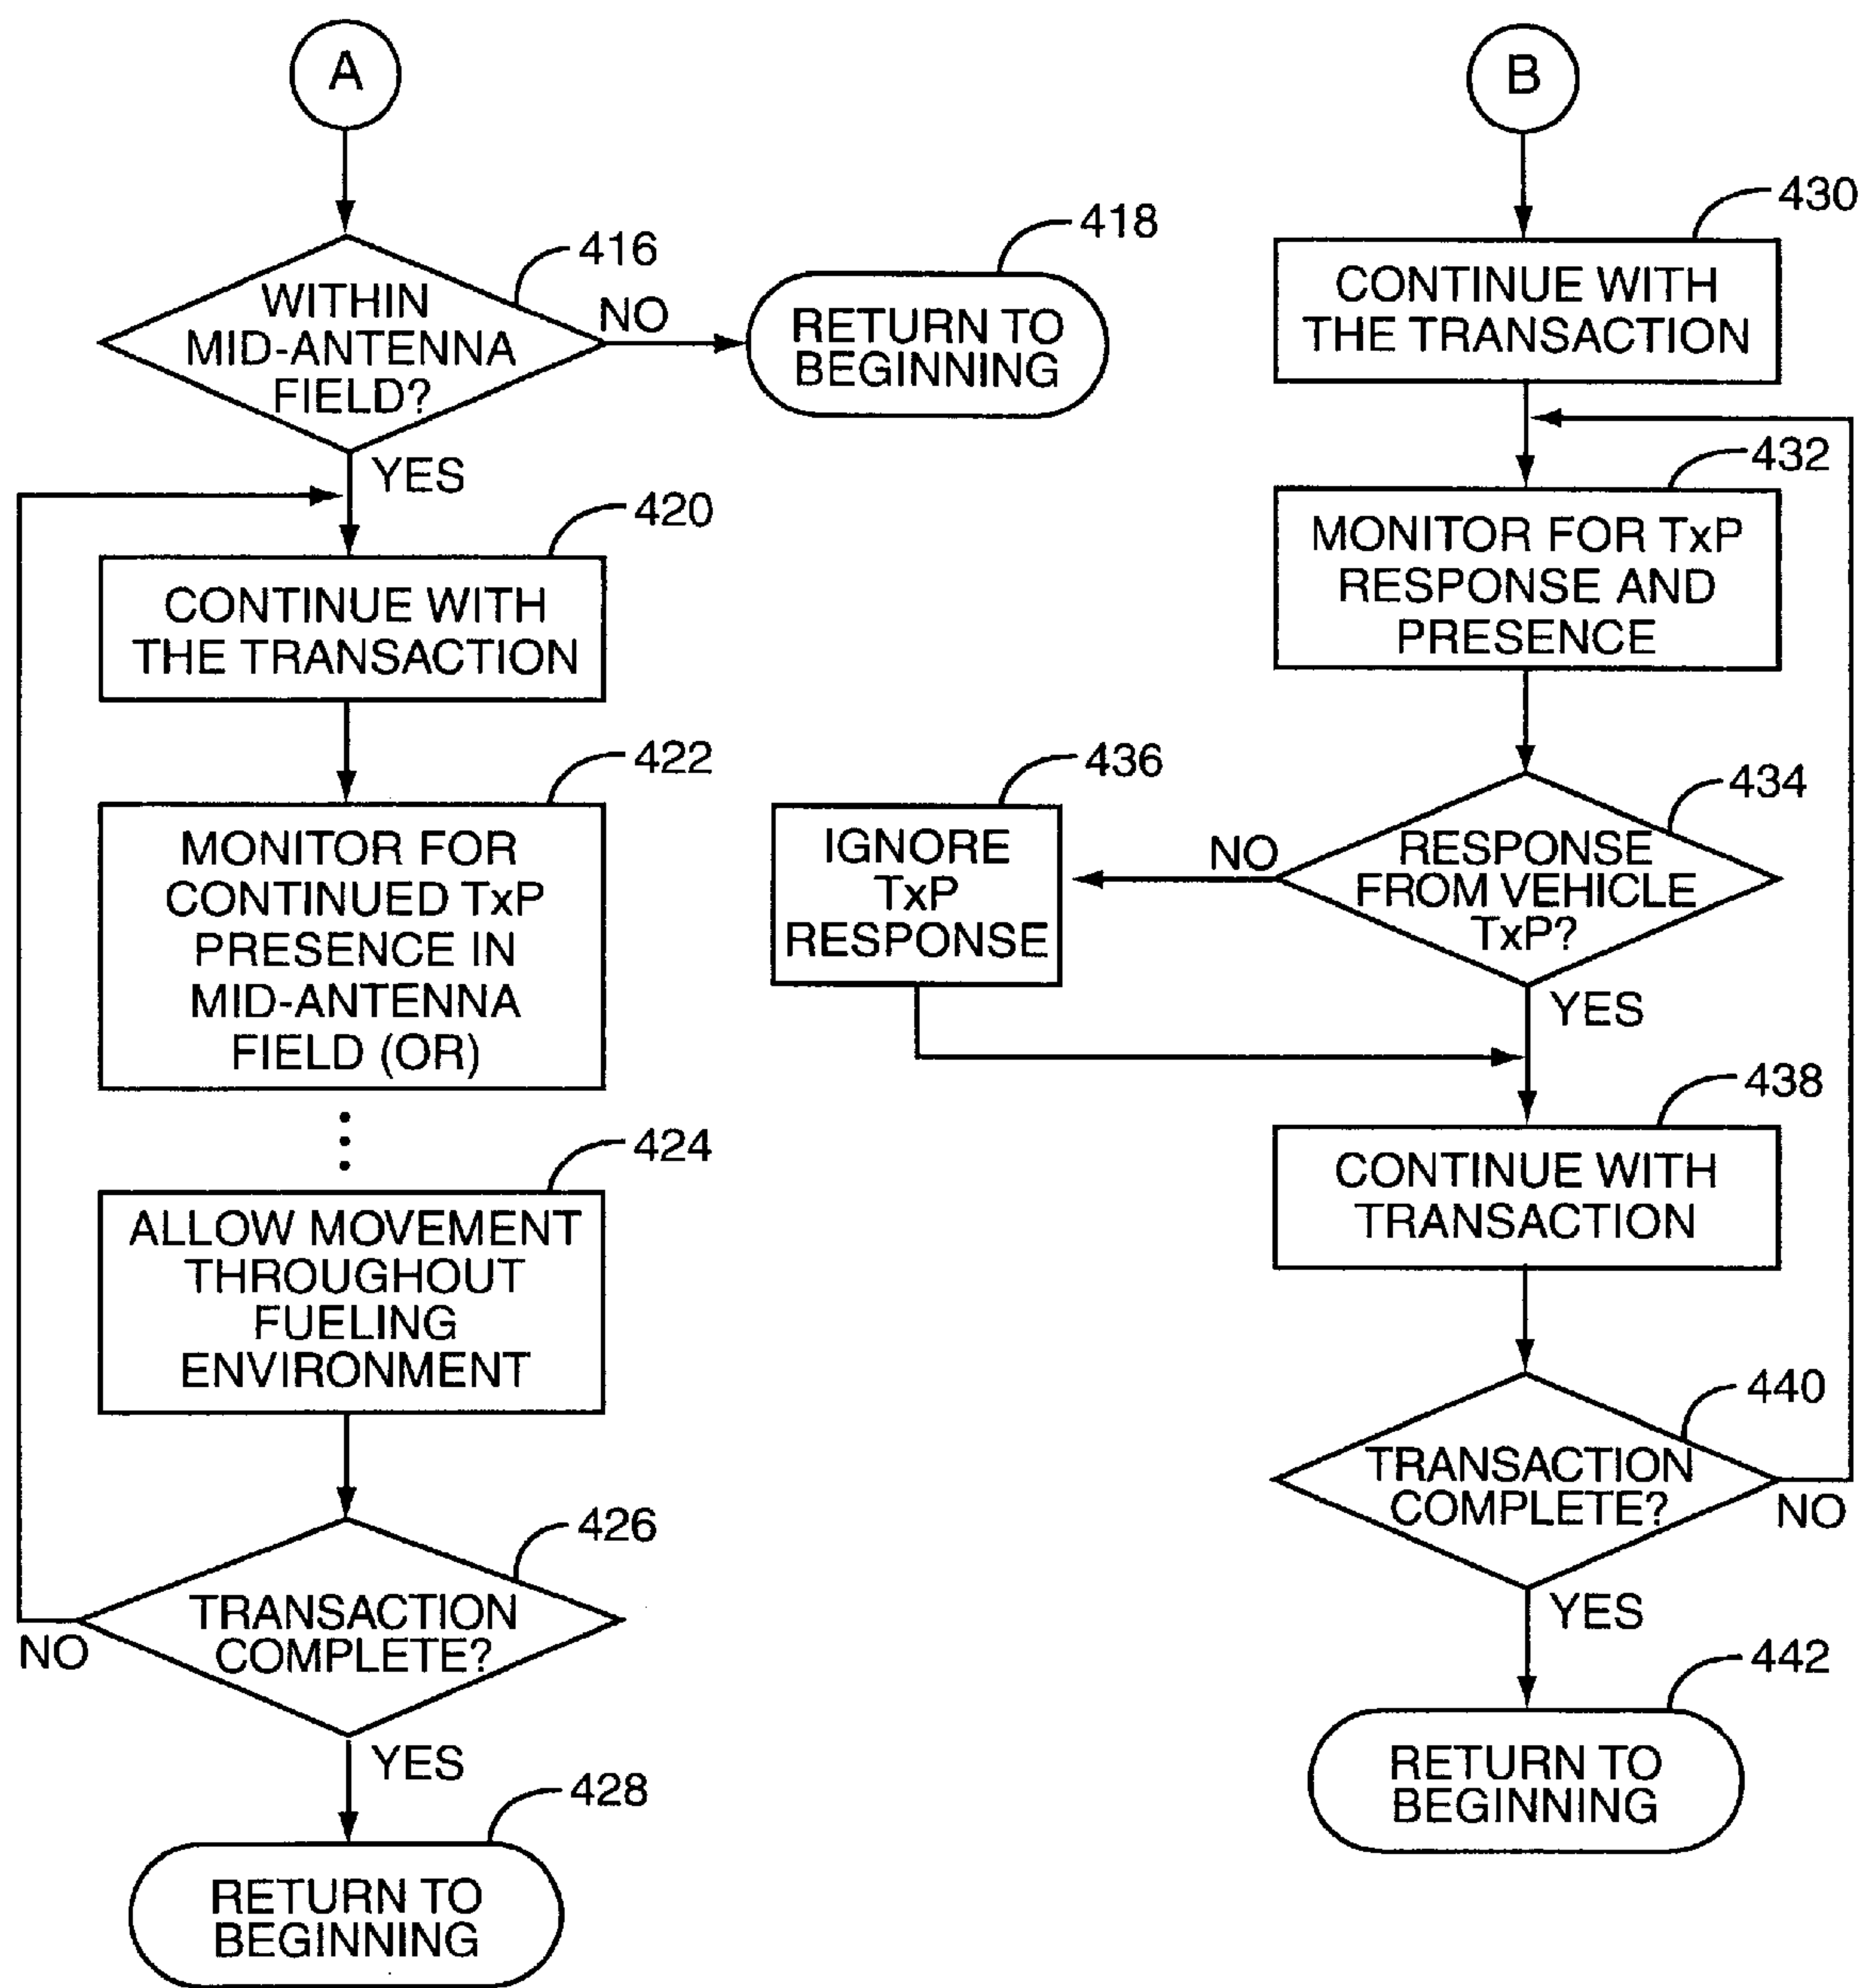 A
416
WITHIN
MID-ANTENNA
FIELD?
NO
418
RETURN TO
BEGINNING
YES
420
CONTINUE WITH
THE TRANSACTION
422
MONITOR FOR
CONTINUED TxP
PRESENCE IN
MID-ANTENNA
FIELD (OR)
424
ALLOW MOVEMENT
THROUGHOUT
FUELING
ENVIRONMENT
426
TRANSACTION
COMPLETE?
NO
YES
428
RETURN TO
BEGINNING
B
430
CONTINUE WITH
THE TRANSACTION
432
MONITOR FOR TxP
RESPONSE AND
PRESENCE
434
RESPONSE
FROM VEHICLE
TxP?
NO
436
IGNORE
TxP
RESPONSE
YES
438
CONTINUE WITH
TRANSACTION
440
TRANSACTION
COMPLETE?
NO
YES
442
RETURN TO
BEGINNING